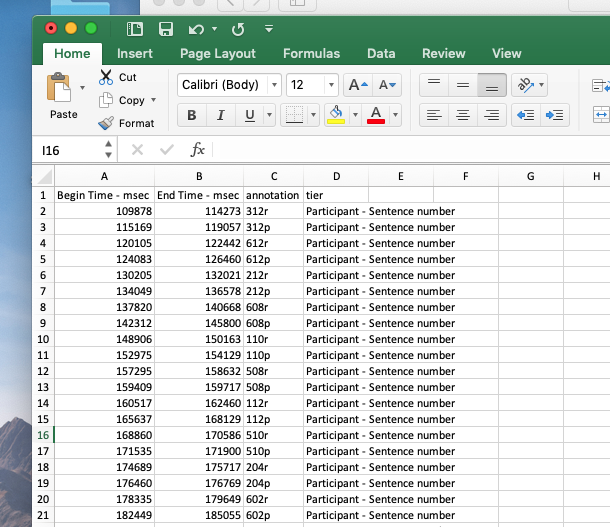 Home Insert Page Layout Formulas Data Review View
Paste
Cut
Copy
Format
Calibri (Body) 12 A A
B I U A
I16 fx
A B C D E F G H
1 Begin Time - msec End Time - msec annotation tier
2 109878 114273 312r Participant - Sentence number
3 115169 119057 312p Participant - Sentence number
4 120105 122442 612r Participant - Sentence number
5 124083 126460 612p Participant - Sentence number
6 130205 132021 212r Participant - Sentence number
7 134049 136578 212p Participant - Sentence number
8 137820 140668 608r Participant - Sentence number
9 142312 145800 608p Participant - Sentence number
10 148906 150163 110r Participant - Sentence number
11 152975 154129 110p Participant - Sentence number
12 157295 158632 508r Participant - Sentence number
13 159409 159717 508p Participant - Sentence number
14 160517 162460 112r Participant - Sentence number
15 165637 168129 112p Participant - Sentence number
16 168860 170586 510r Participant - Sentence number
17 171535 171900 510p Participant - Sentence number
18 174689 175717 204r Participant - Sentence number
19 176460 176769 204p Participant - Sentence number
20 178335 179649 602r Participant - Sentence number
21 182449 185055 602p Participant - Sentence number